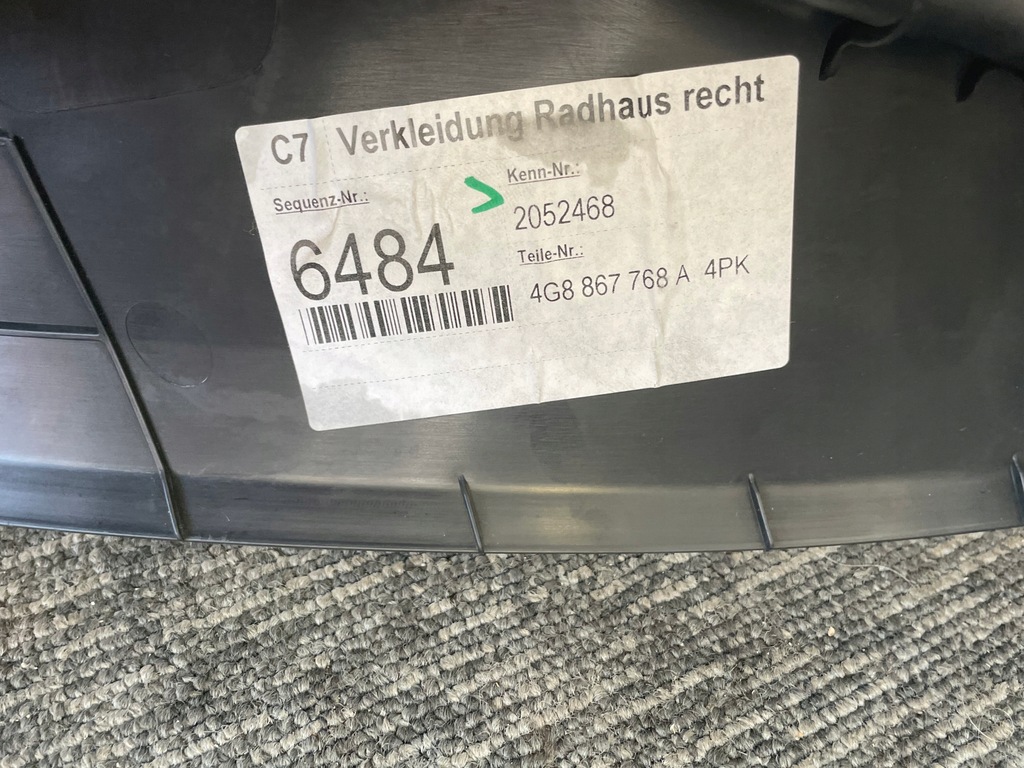 C7 Verkleidung Radhaus recht
Sequenz-Nr.:
6484
Kenn-Nr.:
2052468
Teile-Nr.:
4G8 867 768 A 4PK